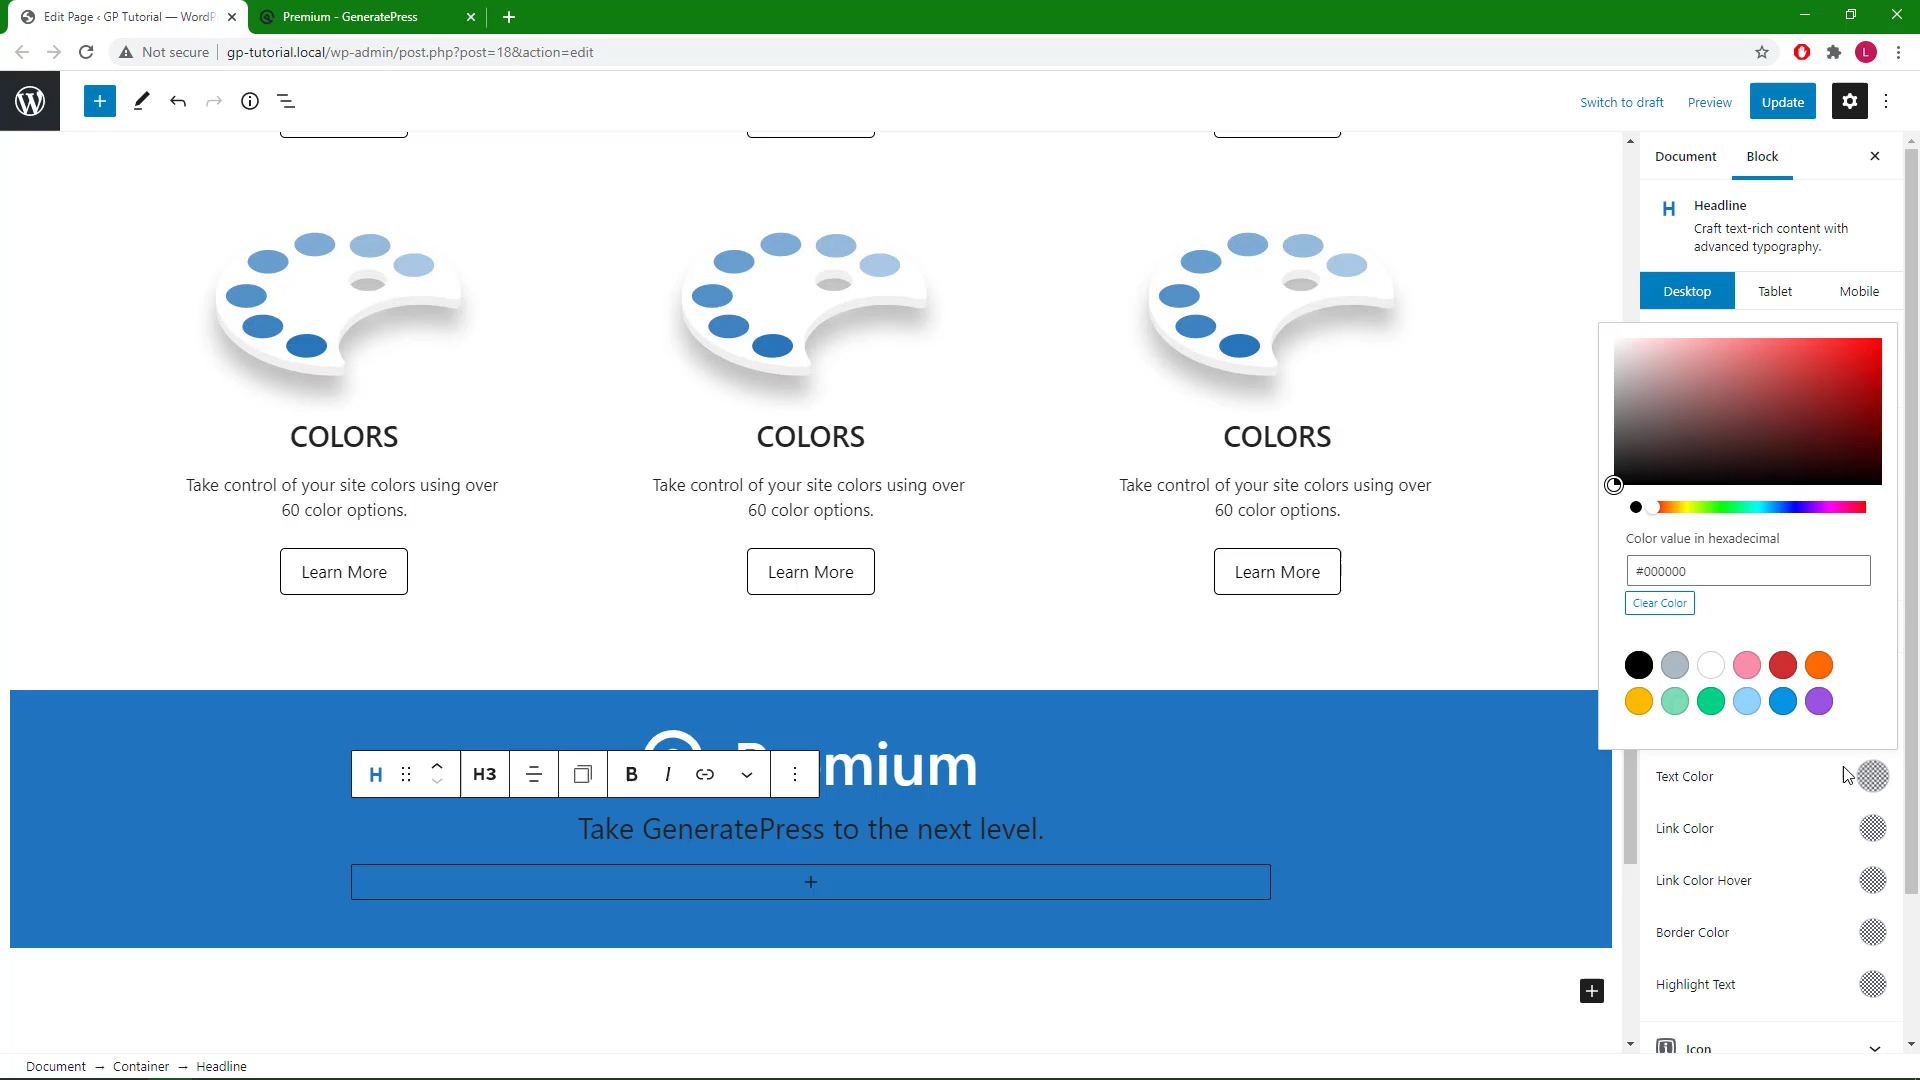 Edit Page ‹ GP Tutorial — WordP
Premium - GeneratePress
Not secure
gp-tutorial.local/wp-admin/post.php?post=18&action=edit
L
Switch to draft
Preview
Update
Document
Block
Headline
Craft text-rich content with
advanced typography.
Desktop
Tablet
Mobile
COLORS
COLORS
COLORS
Take control of your site colors using over
60 color options.
Take control of your site colors using over
60 color options.
Take control of your site colors using over
60 color options.
Learn More
Learn More
Learn More
Color value in hexadecimal
#000000
Clear Color
H3
B
I
mium
Take GeneratePress to the next level.
Text Color
Link Color
Link Color Hover
Border Color
Highlight Text
Icon
Document → Container → Headline